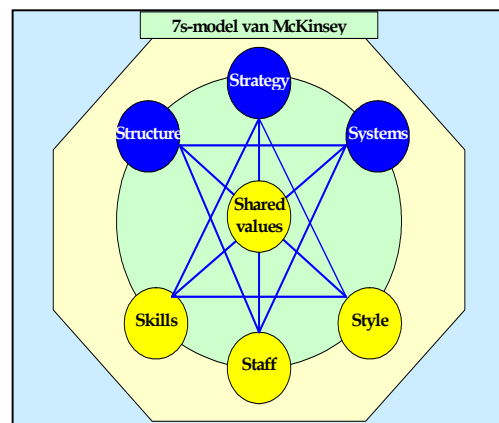 7s-model van McKinsey
Strategy
Structure
Systems
Shared
values
Skills
Style
Staff